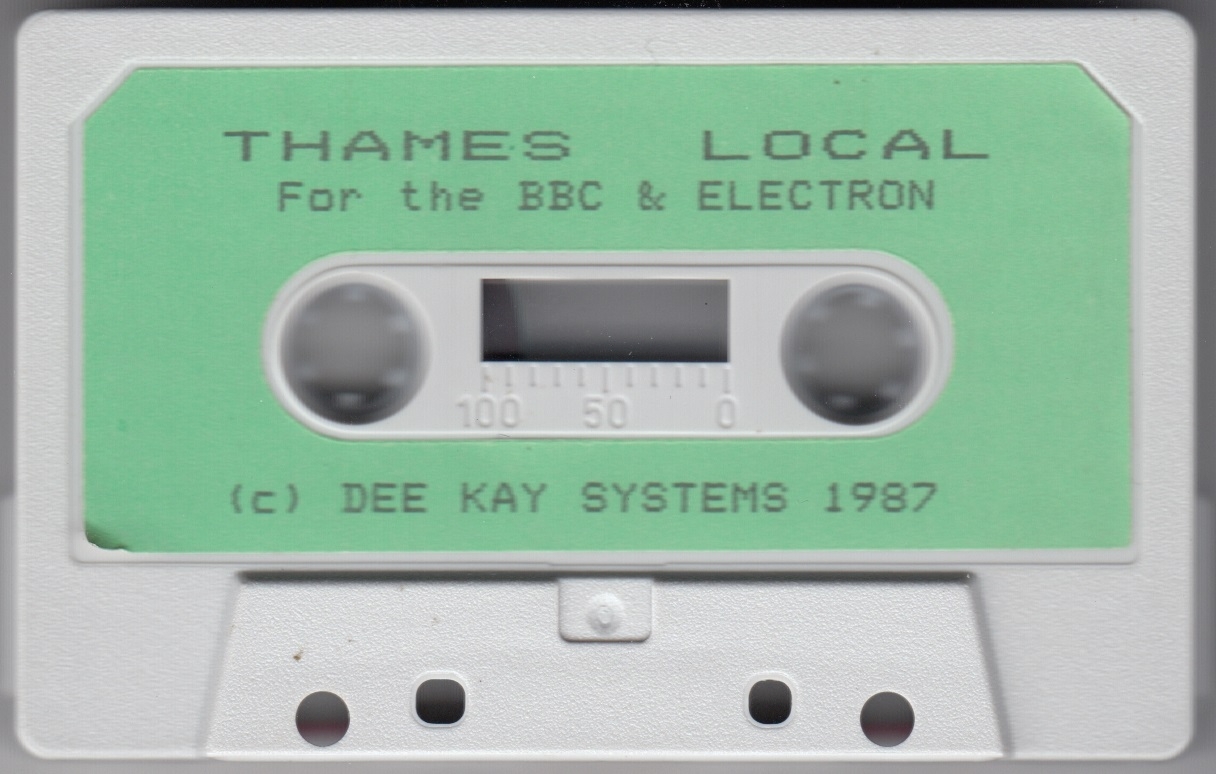 THAMES LOCAL
For the BBC & ELECTRON
100 50 0
(c) DEE KAY SYSTEMS 1987